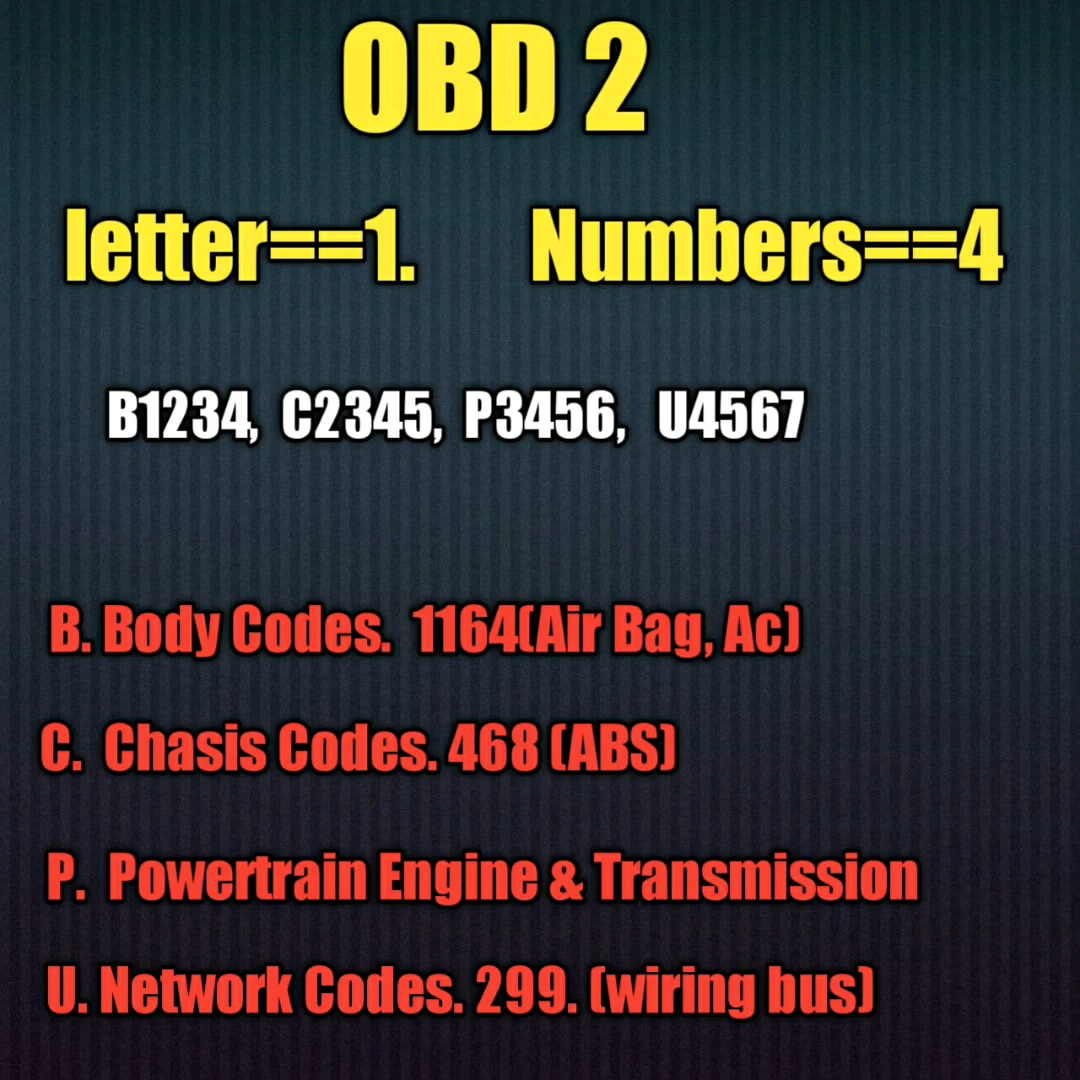 OBD 2
letter==1. Numbers==4
B1234, C2345, P3456, U4567
B. Body Codes. 1164(Air Bag, Ac)
C. Chasis Codes. 468 (ABS)
P. Powertrain Engine & Transmission
U. Network Codes. 299. (wiring bus)